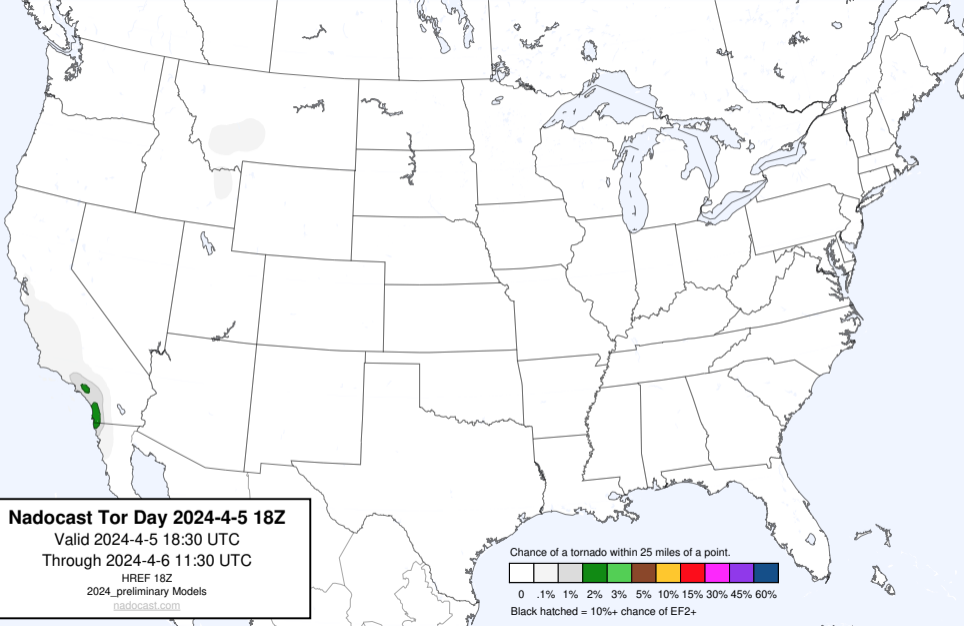 Nadocast Tor Day 2024-4-5 18Z
Valid 2024-4-5 18:30 UTC
Through 2024-4-6 11:30 UTC
HREF 18Z
2024_preliminary Models
nadocast.com
Chance of a tornado within 25 miles of a point.
0 .1% 1% 2% 3% 5% 10% 15% 30% 45% 60%
Black hatched = 10%+ chance of EF2+